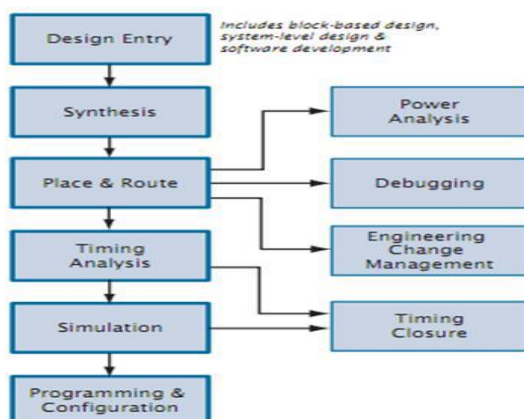 Design Entry
Includes block-based design,
system-level design &
software development
Synthesis
Power
Analysis
Place & Route
Debugging
Timing
Analysis
Engineering
Change
Management
Simulation
Timing
Closure
Programming &
Configuration